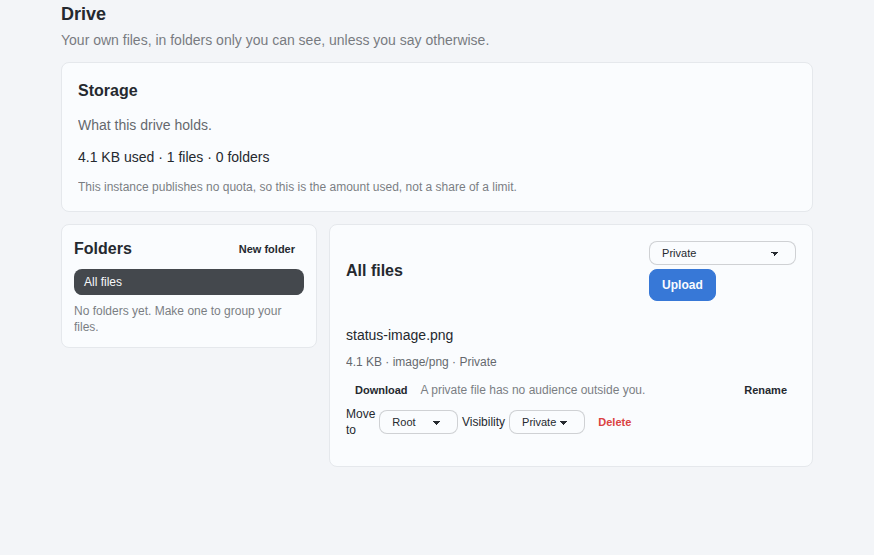 Drive
Your own files, in folders only you can see, unless you say otherwise.
Storage
What this drive holds.
4.1 KB used · 1 files · 0 folders
This instance publishes no quota, so this is the amount used, not a share of a limit.
Folders
New folder
All files
No folders yet. Make one to group your
files.
All files
Private
Upload
status-image.png
4.1 KB · image/png · Private
Download A private file has no audience outside you. Rename
Move
to
Root Visibility Private Delete